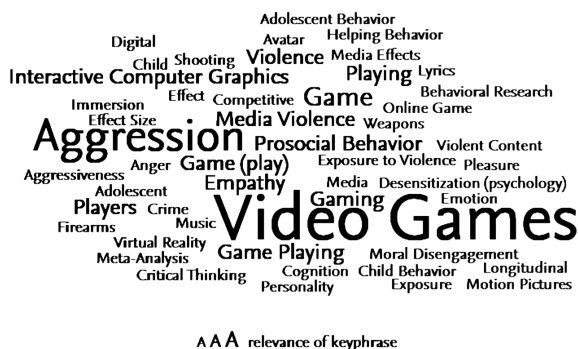 Adolescent Behavior
Digital Avatar Helping Behavior
Child Shooting Violence Media Effects
Interactive Computer Graphics Playing Lyrics
Effect Competitive Game Behavioral Research
Immersion Online Game
Effect Size Media Violence Weapons
Aggression Prosocial Behavior Violent Content
Aggressiveness Anger Game (play) Exposure to Violence Pleasure
Adolescent Empathy Media Desensitization (psychology)
Players Crime Gaming Emotion
Firearms Music Video Games
Virtual Reality Game Playing Moral Disengagement
Meta-Analysis Cognition Child Behavior Longitudinal
Critical Thinking Personality Exposure Motion Pictures
A A A relevance of keyphrase